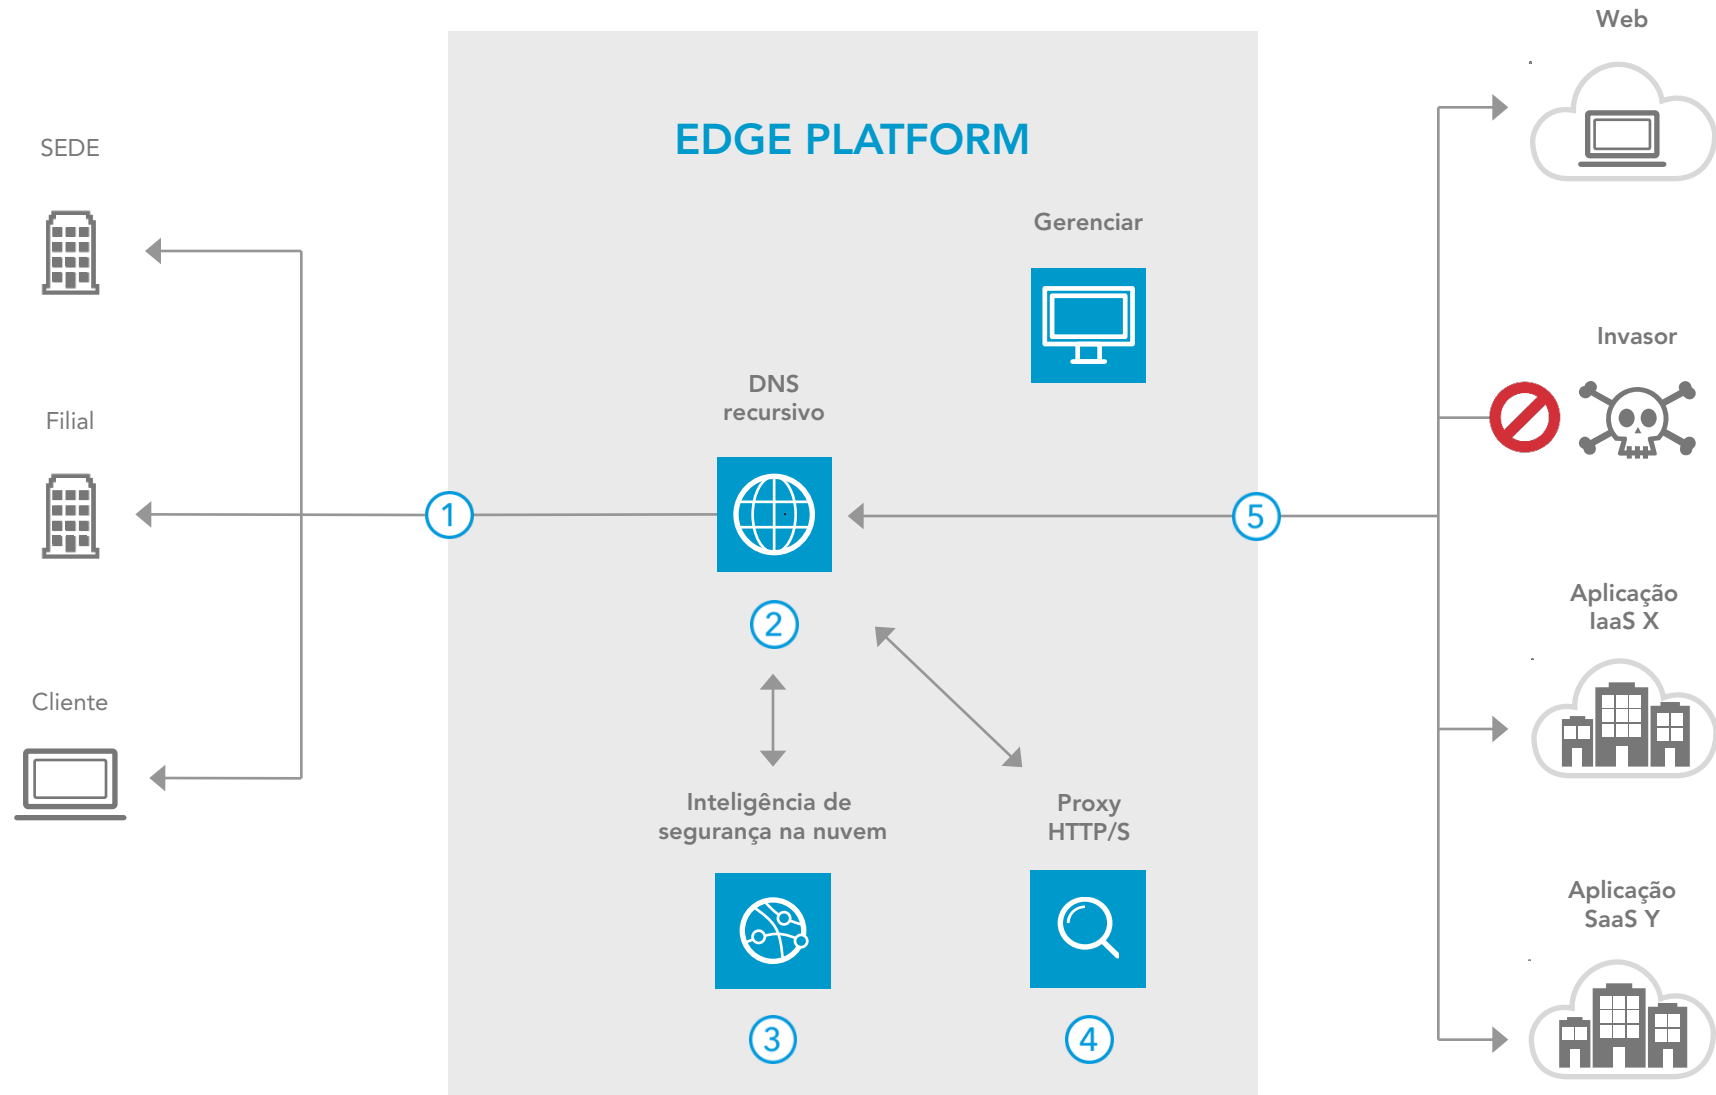 Web
EDGE PLATFORM
SEDE
Gerenciar
Invasor
DNS
recursivo
Filial
1
5
2
Aplicação
IaaS X
Cliente
Inteligência de
segurança na nuvem
Proxy
HTTP/S
Aplicação
SaaS Y
3
4